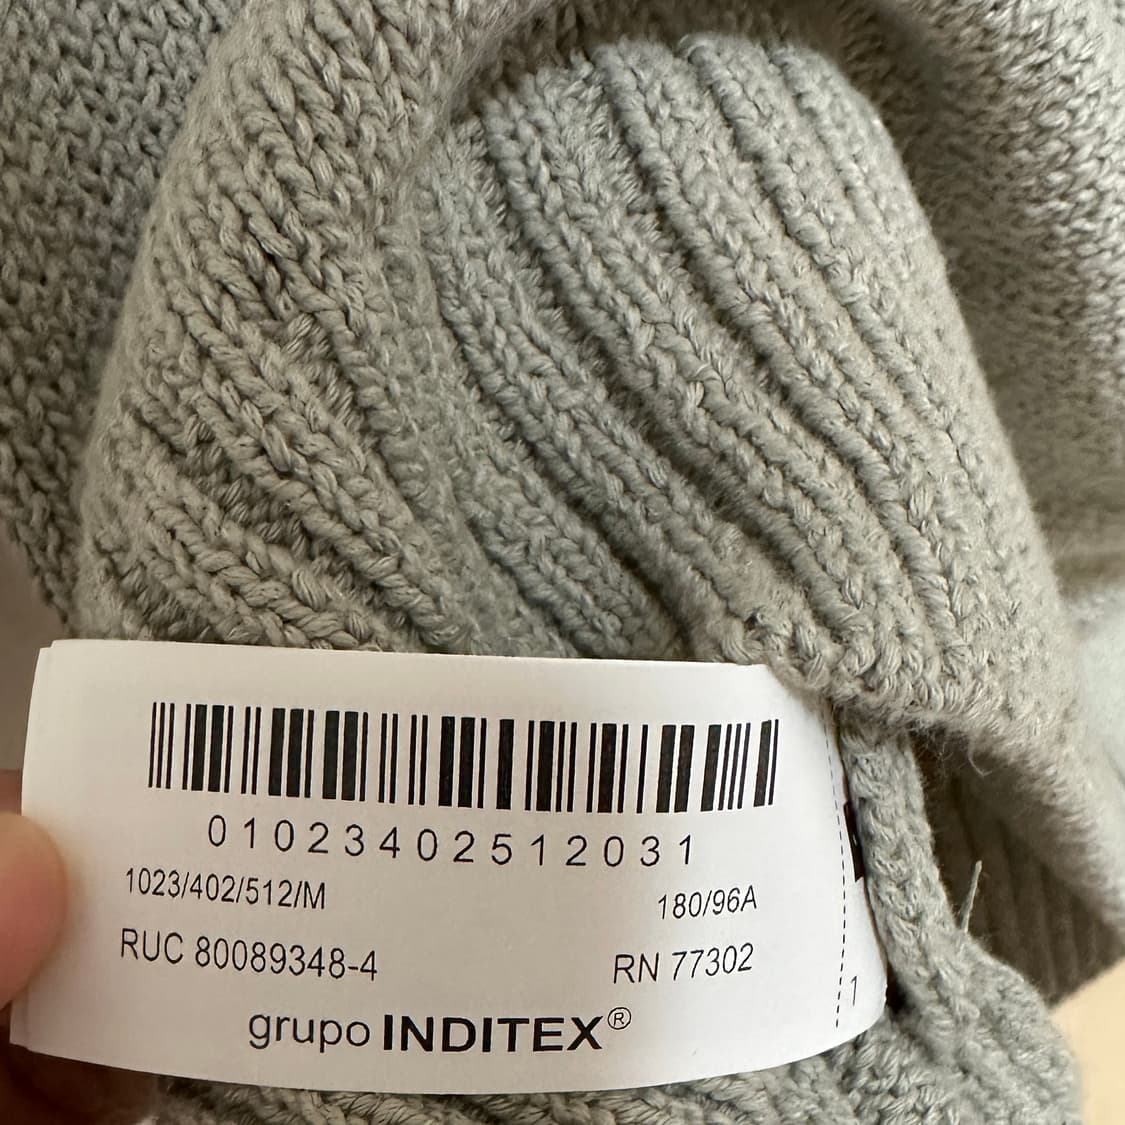 01023402512031
1023/402/512/M 180/96A
RUC 80089348-4 RN 77302
1
grupo INDITEX®